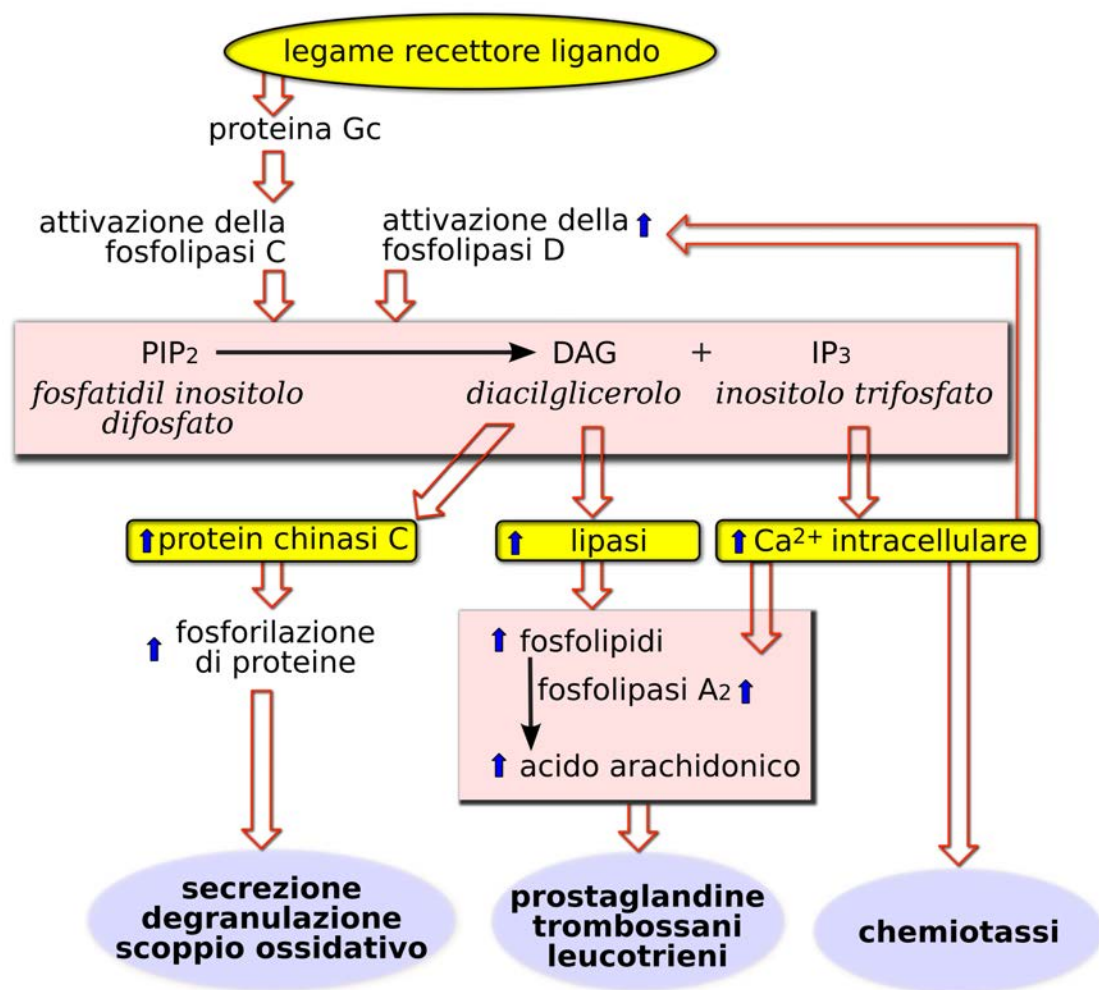 legame recettore ligando
proteina Gc
attivazione della
fosfolipasi C
attivazione della
fosfolipasi D
PIP2
DAG
+
IP3
fosfatidil inositolo
difosfato
diacilglicerolo
inositolo trifosfato
protein chinasi C
lipasi
Ca²⁺ intracellulare
fosforilazione
di proteine
fosfolipidi
fosfolipasi A2
acido arachidonico
secrezione
degranulazione
scoppio ossidativo
prostaglandine
trombossani
leucotrieni
chemiotassi